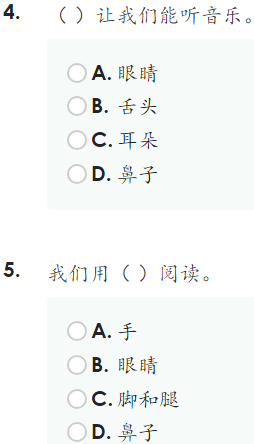 4. （ ）让我们能听音乐。
A. 眼睛
B. 舌头
C. 耳朵
D. 鼻子
5. 我们用（ ）阅读。
A. 手
B. 眼睛
C. 脚和腿
D. 鼻子